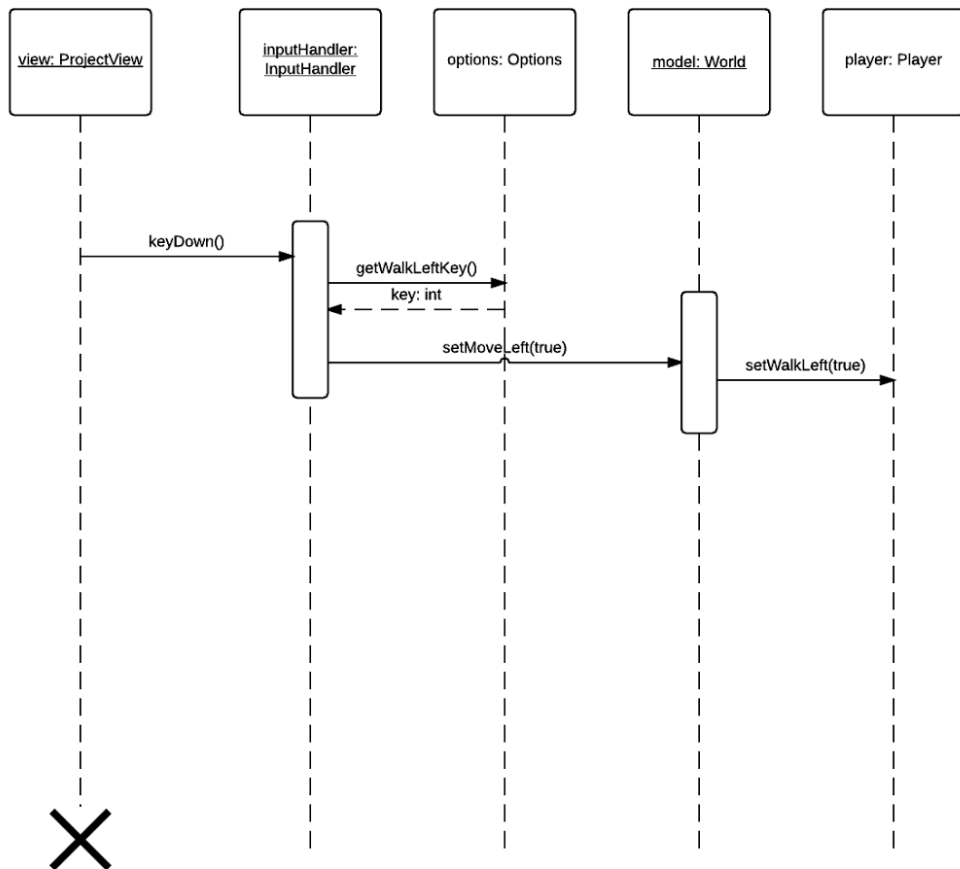 view: ProjectView
inputHandler:
InputHandler
options: Options
model: World
player: Player
keyDown()
getWalkLeftKey()
key: int
setMoveLeft(true)
setWalkLeft(true)